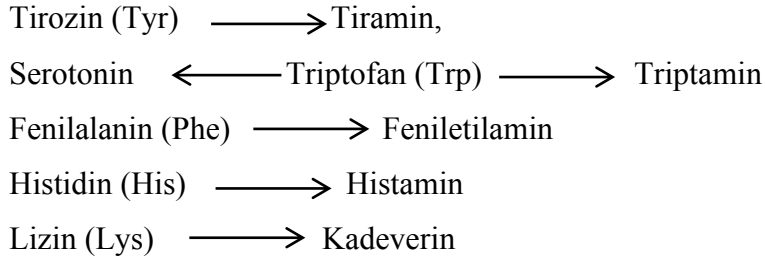 Tirozin (Tyr) ⟶ Tiramin,
Serotonin ⟵ Triptofan (Trp) ⟶ Triptamin
Fenilalanin (Phe) ⟶ Feniletilamin
Histidin (His) ⟶ Histamin
Lizin (Lys) ⟶ Kadeverin